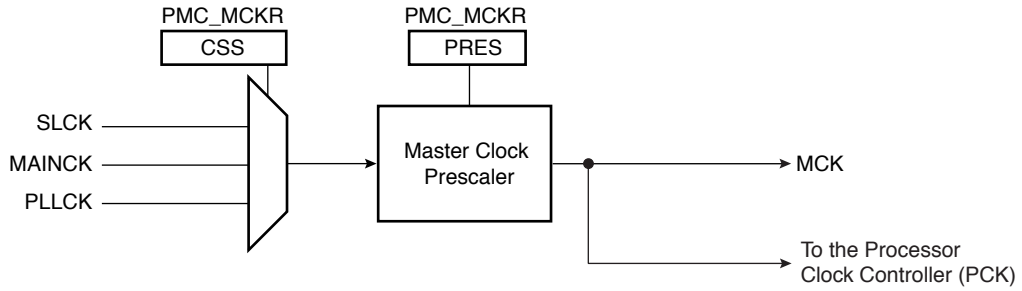 PMC_MCKR
PMC_MCKR
CSS
PRES
SLCK
MAINCK
PLLCK
Master Clock
Prescaler
MCK
To the Processor
Clock Controller (PCK)